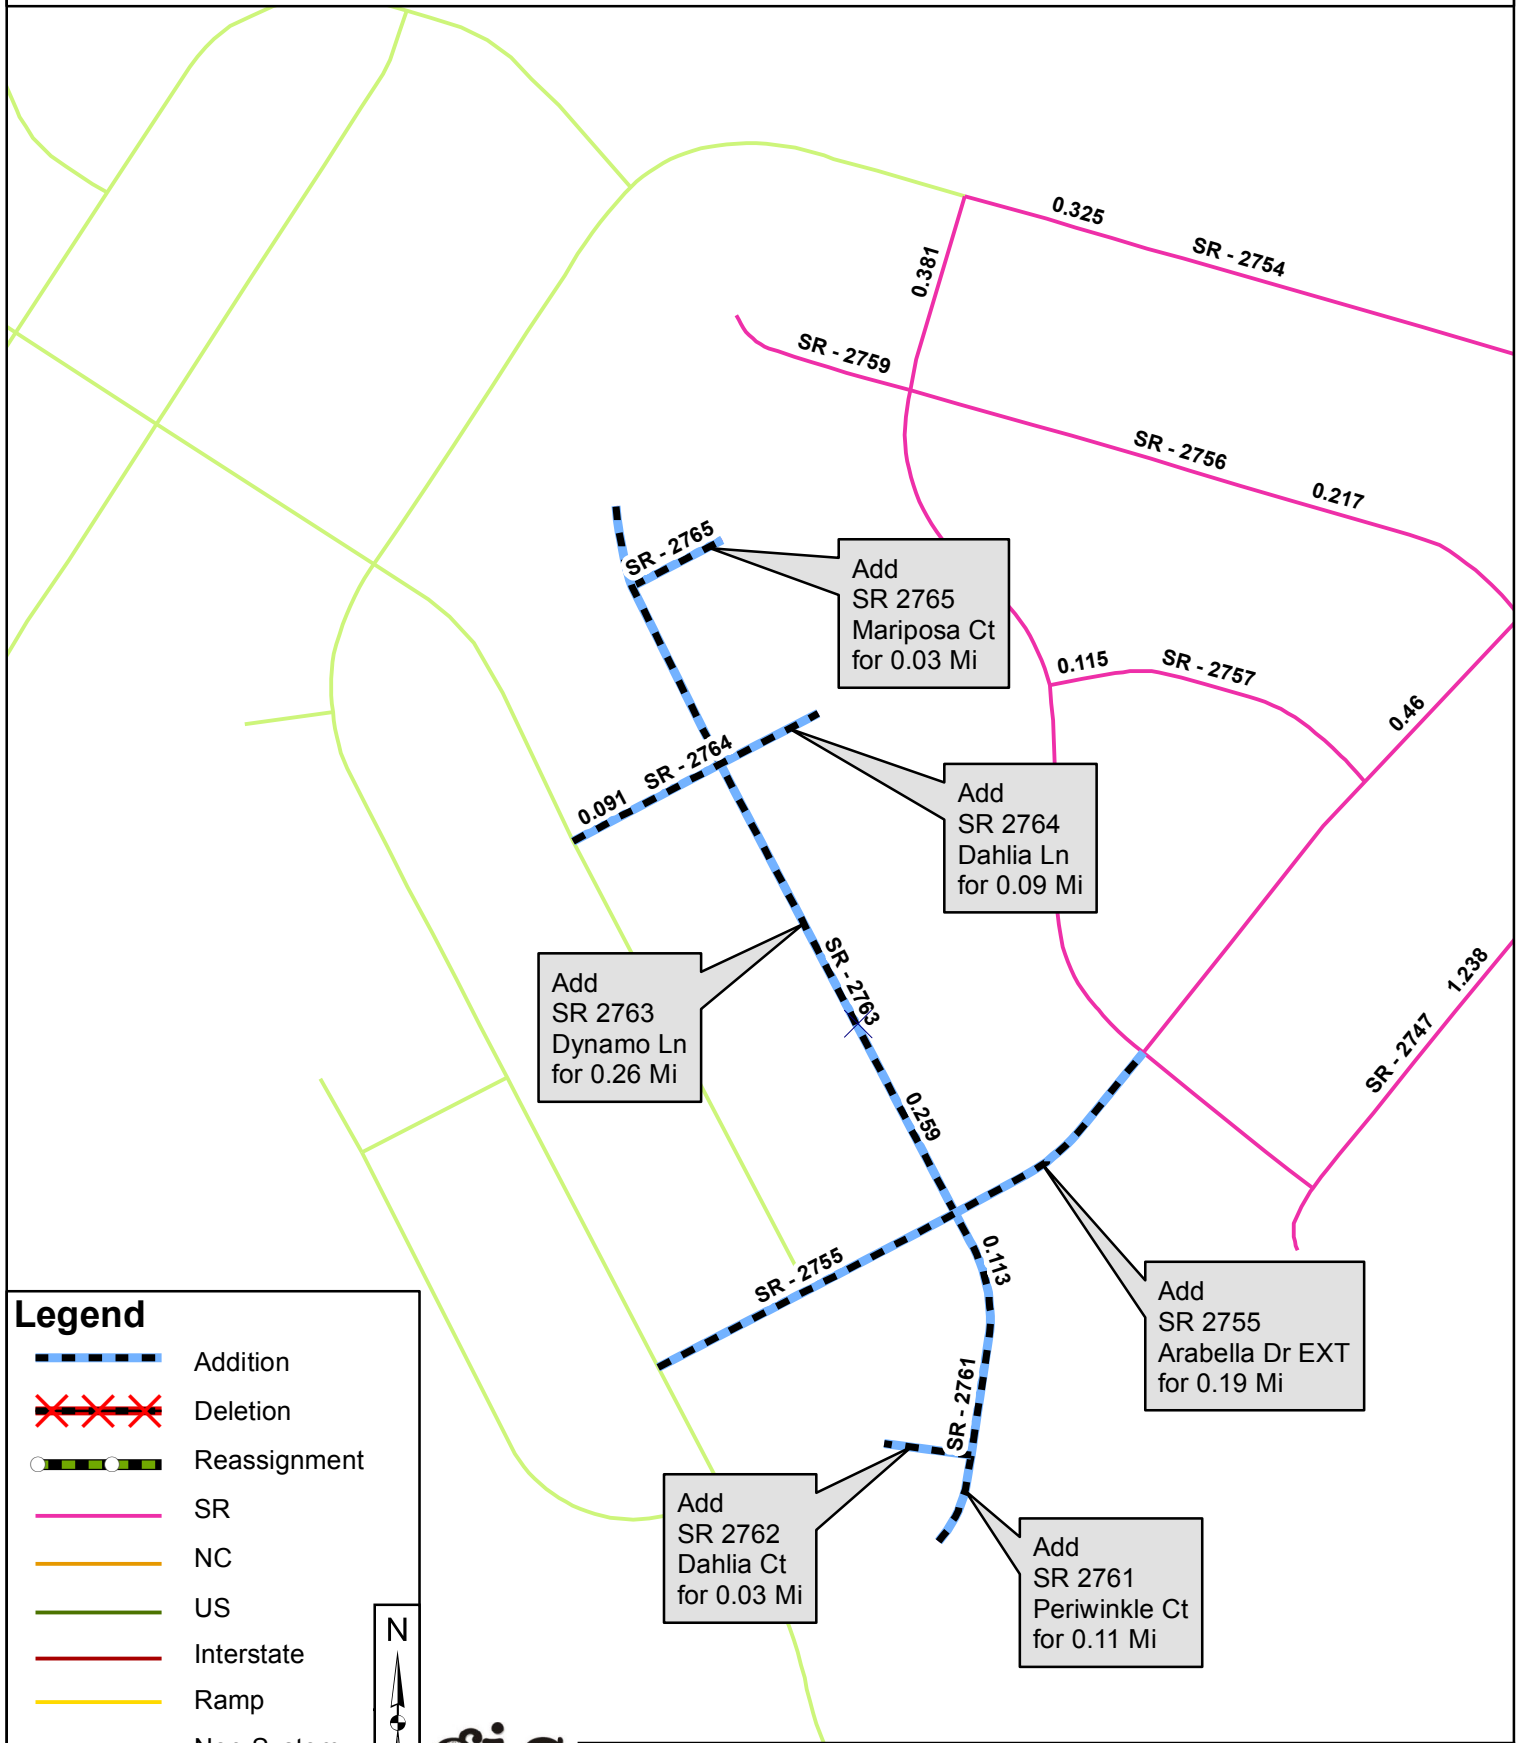 0.325
SR - 2754
0.381
SR - 2759
SR - 2756
0.217
SR - 2765
Add
SR 2765
Mariposa Ct
for 0.03 Mi
0.115
SR - 2757
0.46
SR - 2764
0.091
Add
SR 2764
Dahlia Ln
for 0.09 Mi
SR - 2763
Add
SR 2763
Dynamo Ln
for 0.26 Mi
1.238
SR - 2747
0.259
0.113
SR - 2755
Add
SR 2755
Arabella Dr EXT
for 0.19 Mi
SR - 2761
Add
SR 2762
Dahlia Ct
for 0.03 Mi
Add
SR 2761
Periwinkle Ct
for 0.11 Mi
Legend
Addition
Deletion
Reassignment
SR
NC
US
Interstate
Ramp
N